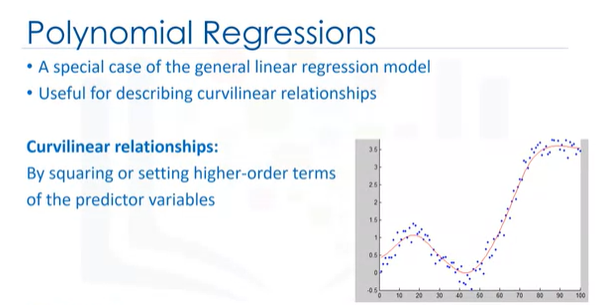 Polynomial Regressions
• A special case of the general linear regression model
• Useful for describing curvilinear relationships
Curvilinear relationships:
By squaring or setting higher-order terms
of the predictor variables
3.5
3
2.5
2
1.5
1
0.5
0
-0.5
0 10 20 30 40 50 60 70 80 90 100